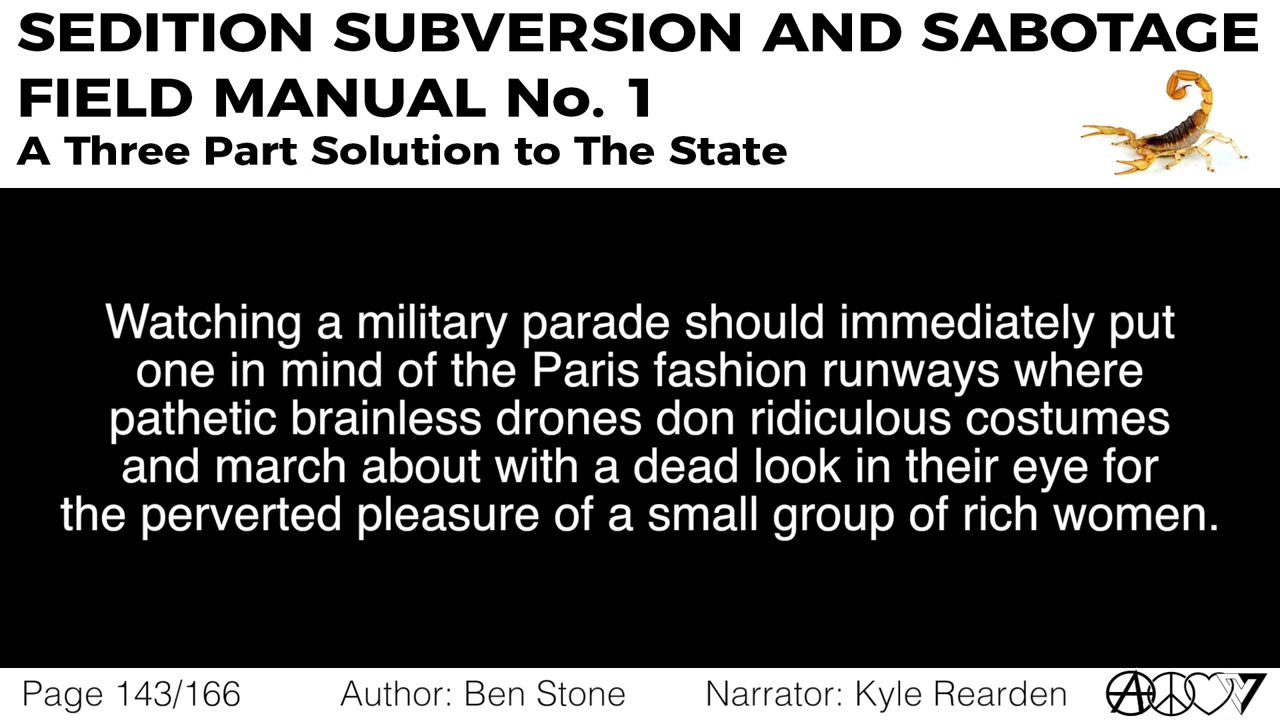 SEDITION SUBVERSION AND SABOTAGE
FIELD MANUAL No. 1
A Three Part Solution to The State
Watching a military parade should immediately put
one in mind of the Paris fashion runways where
pathetic brainless drones don ridiculous costumes
and march about with a dead look in their eye for
the perverted pleasure of a small group of rich women.
Page 143/166 Author: Ben Stone Narrator: Kyle Rearden